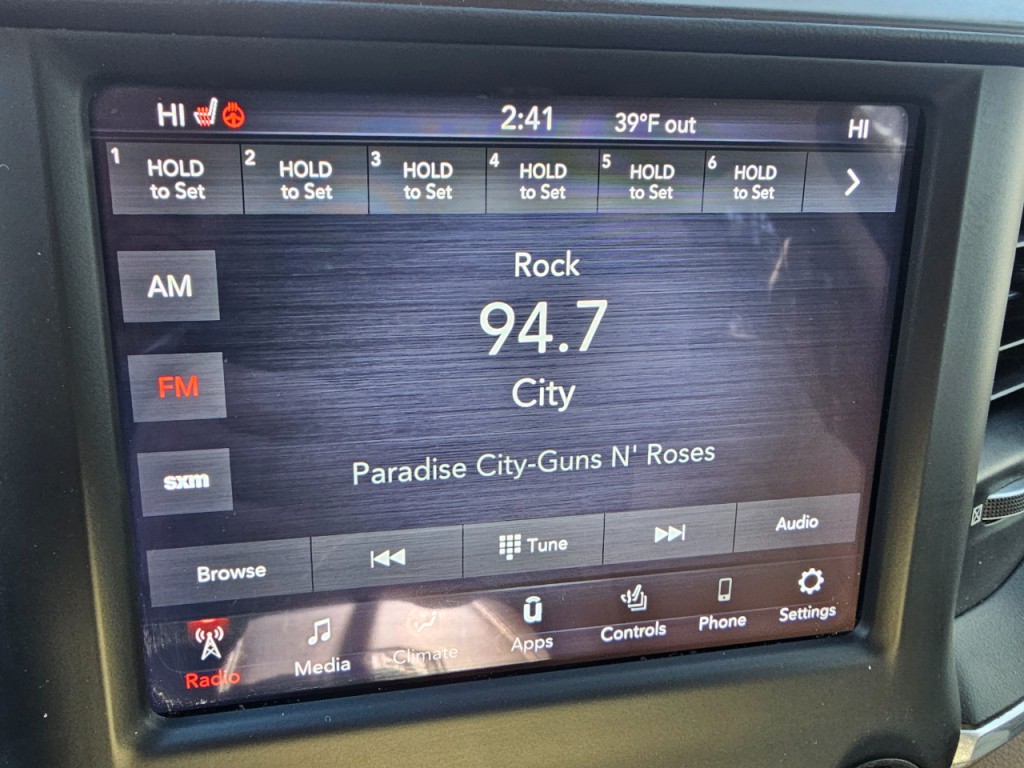 HI 2:41 39°F out HI
1 HOLD to Set 2 HOLD to Set 3 HOLD to Set 4 HOLD to Set 5 HOLD to Set 6 HOLD to Set
AM
Rock
94.7
FM
City
Paradise City-Guns N' Roses
sxm
Browse Tune Audio
Radio Media Climate Apps Controls Phone Settings